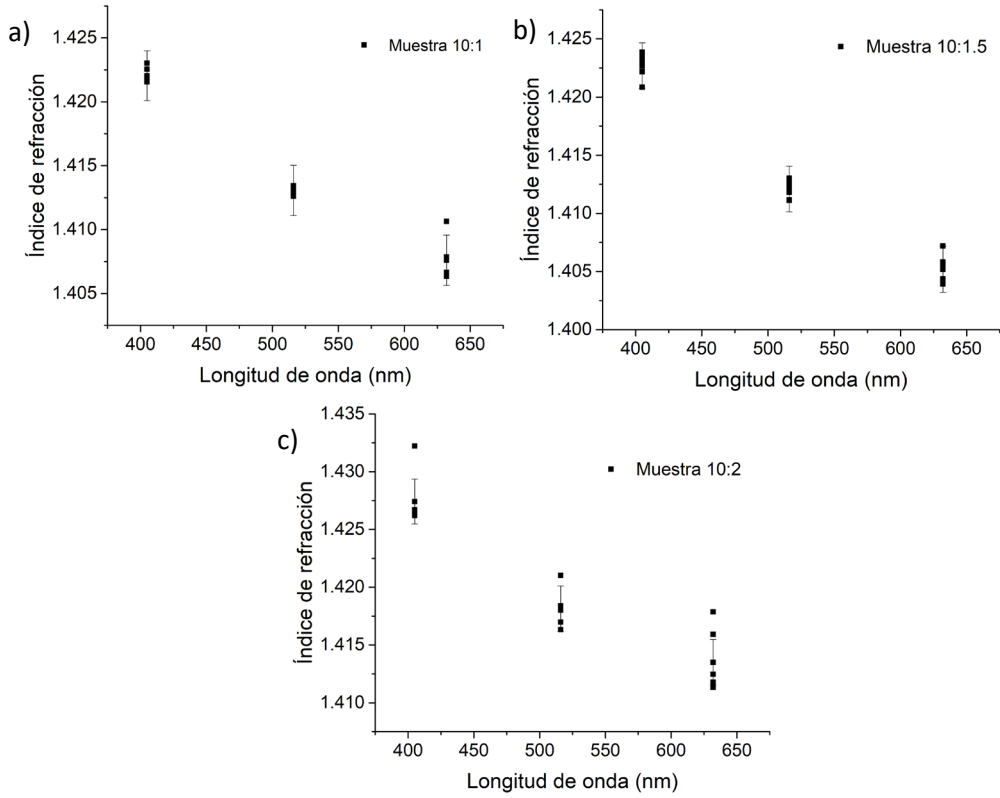 a)
Muestra 10:1
Índice de refracción
1.425
1.420
1.415
1.410
1.405
400 450 500 550 600 650
Longitud de onda (nm)
b)
Muestra 10:1.5
Índice de refracción
1.425
1.420
1.415
1.410
1.405
1.400
400 450 500 550 600 650
Longitud de onda (nm)
c)
Muestra 10:2
Índice de refracción
1.435
1.430
1.425
1.420
1.415
1.410
400 450 500 550 600 650
Longitud de onda (nm)